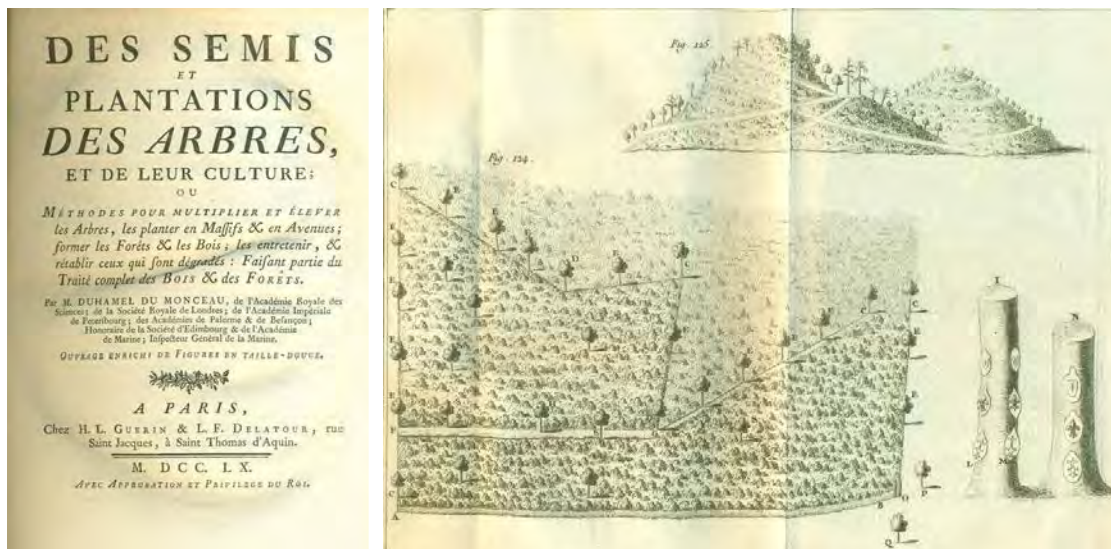 DES SEMIS
ET
PLANTATIONS
DES ARBRES,
ET DE LEUR CULTURE;
OU
MÉTHODES POUR MULTIPLIER ET ÉLEVER
les Arbres, les planter en Massifs & en Avenues;
former les Forêts & les Bois; les entretenir, &
rétablir ceux qui sont dégradés: Faisant partie du
Traité complet des BOIS & des FORÊTS.
Par M. DUHAMEL DU MONCEAU, de l'Académie Royale des
Sciences; de la Société Royale de Londres; de l'Académie Impériale
de Petersbourg; des Académies de Palerme & de Besançon;
Honoraire de la Société d'Edimbourg & de l'Académie
de Marine; Inspecteur Général de la Marine.
OUVRAGE ENRICHI DE FIGURES EN TAILLE-DOUCE.
A PARIS,
Chez H. L. GUERIN & L. F. DELATOUR, rue
Saint Jacques, à Saint Thomas d'Aquin.
M. DCC. LX.
AVEC APPROBATION ET PRIVILEGE DU ROI.
Fig. 125
Fig. 124.
C
E
D
E
C
C
C
E
I
F
L
M
P
A
B
O
Q